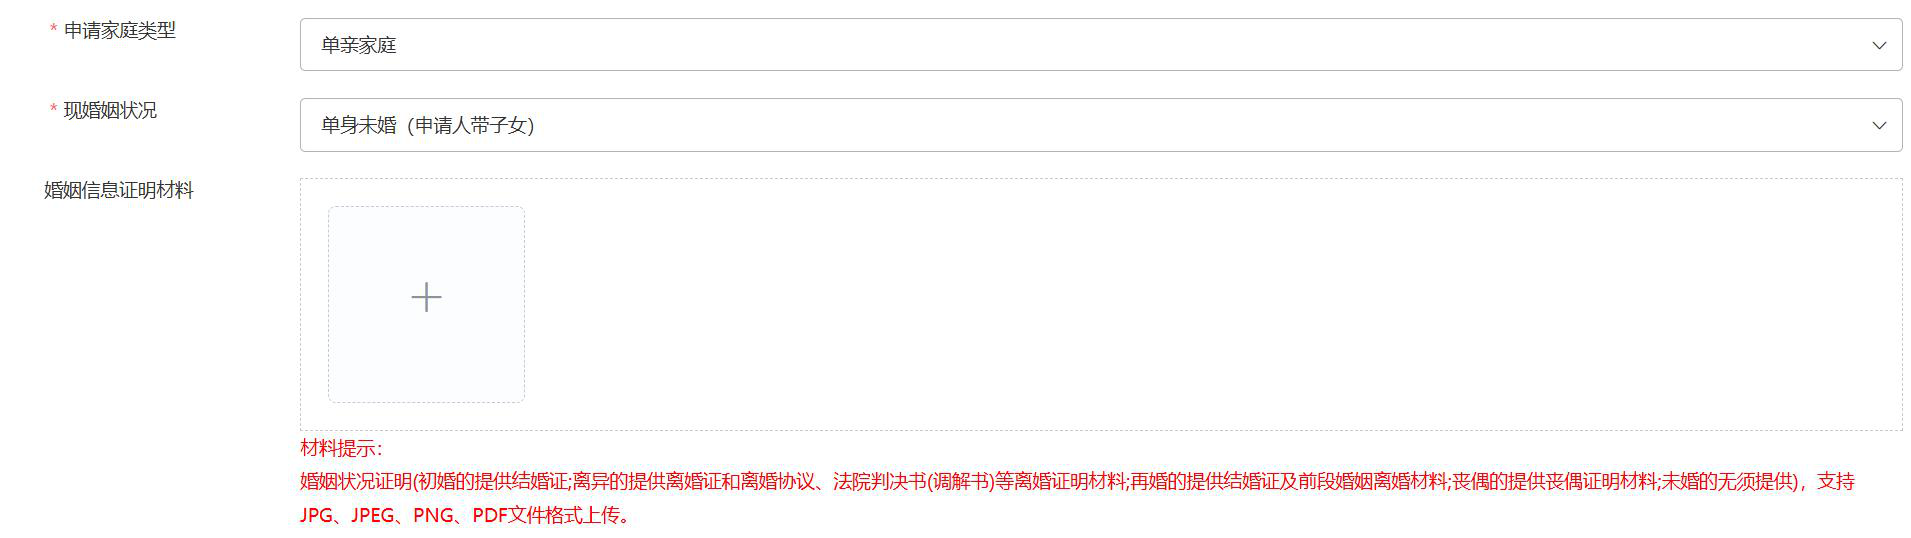 * 申请家庭类型
单亲家庭
* 现婚姻状况
单身未婚（申请人带子女）
婚姻信息证明材料
材料提示：
婚姻状况证明(初婚的提供结婚证;离异的提供离婚证和离婚协议、法院判决书(调解书)等离婚证明材料;再婚的提供结婚证及前段婚姻离婚材料;丧偶的提供丧偶证明材料;未婚的无须提供)，支持
JPG、JPEG、PNG、PDF文件格式上传。